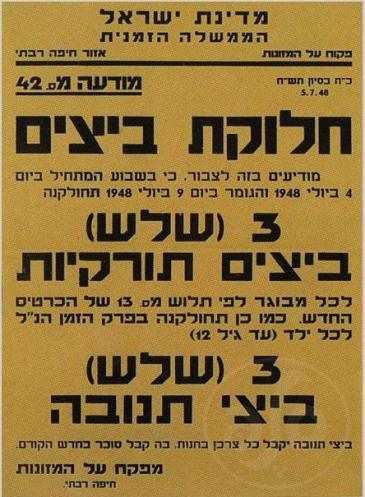 מדינת ישראל
הממשלה הזמנית
פקוח על המזונות אזור חיפה רבתי
כ״ח בסיון תש״ח
5.7.48
מודעה מס. 42
חלוקת ביצים
מודיעים בזה לצבור, כי בשבוע המתחיל ביום
4 ביולי 1948 והגומר ביום 9 ביולי 1948 תחולקנה
3 (שלש)
ביצים תורקיות
לכל מבוגר לפי תלוש מס. 13 של הכרטיס
החדש. כמו כן תחולקנה בפרק הזמן הנ״ל
לכל ילד (עד גיל 12)
3 (שלש)
ביצי תנובה
ביצי תנובה יקבל כל צרכן בחנות, בה קבל סוכר בחדש הקודם.
מפקח על המזונות
חיפה רבתי.